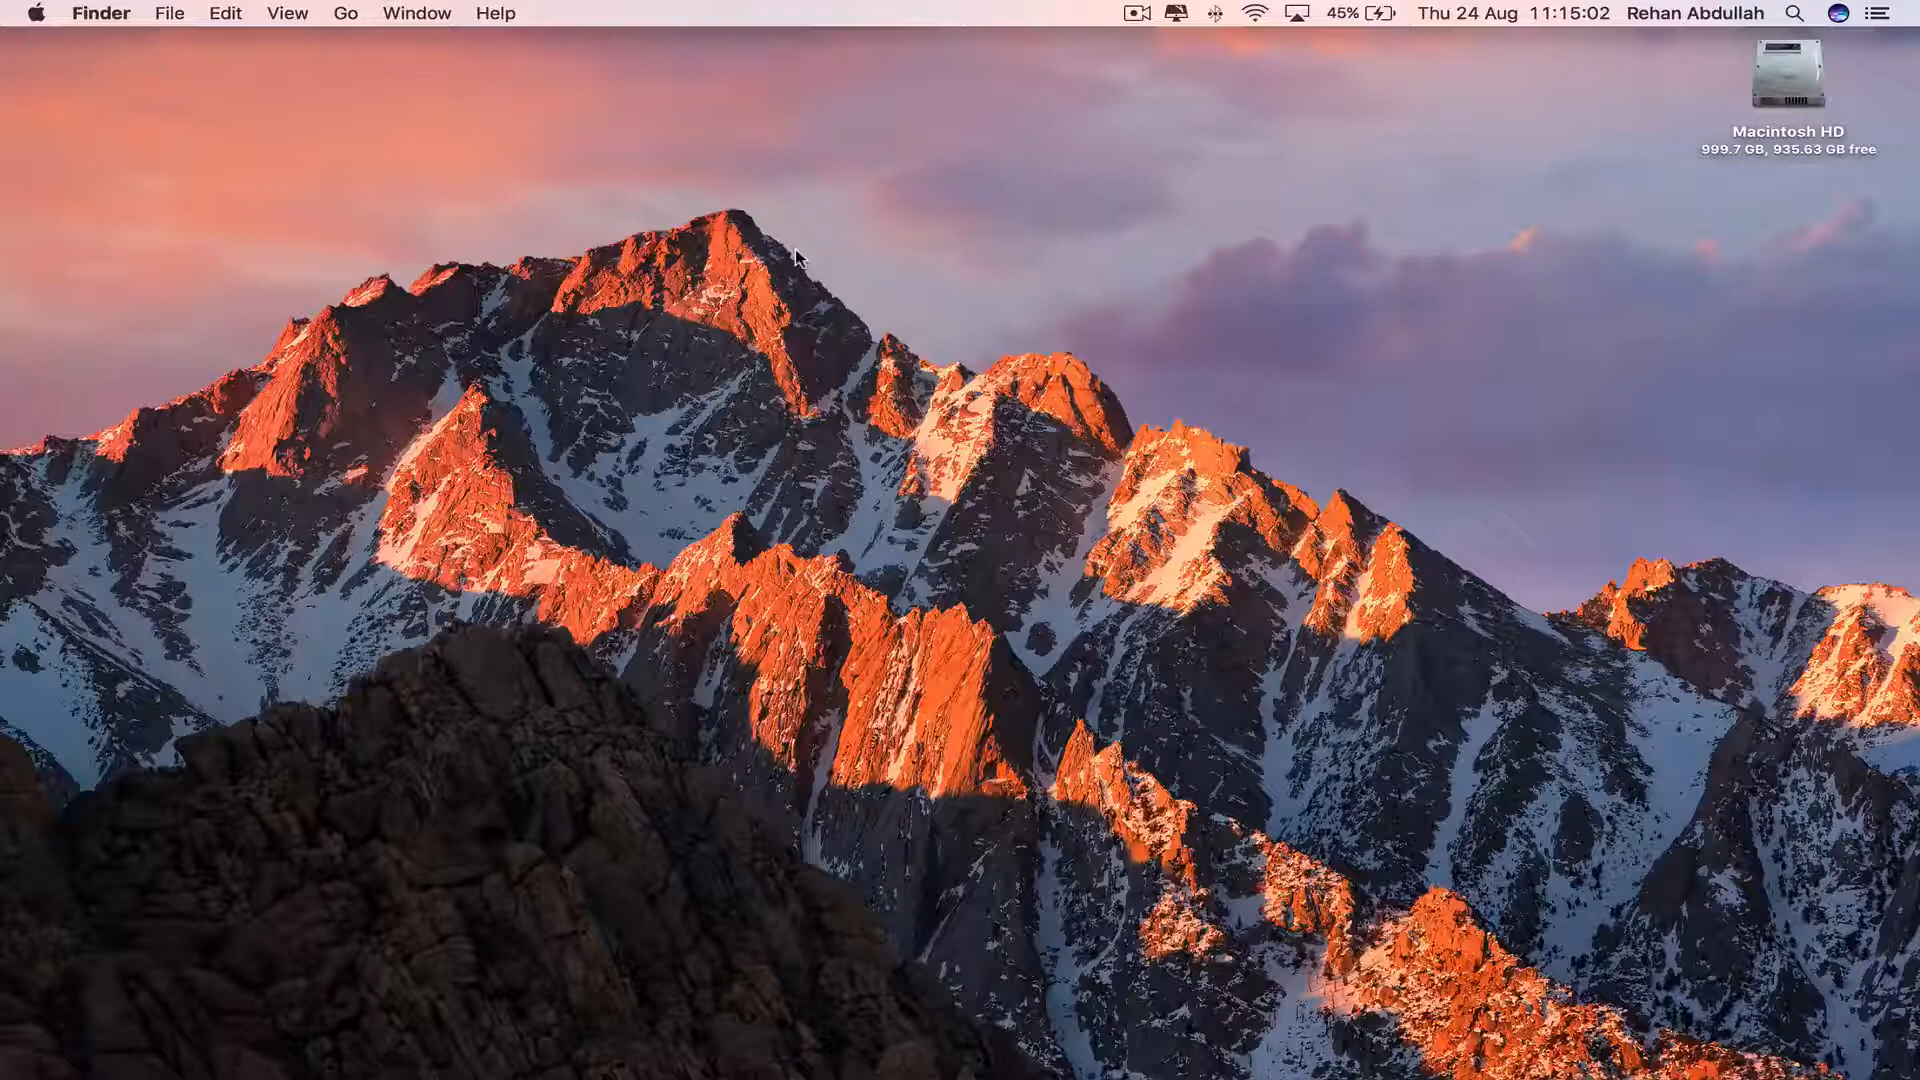 Finder File Edit View Go Window Help 45% Thu 24 Aug 11:15:02 Rehan Abdullah
Macintosh HD
999.7 GB, 935.63 GB free